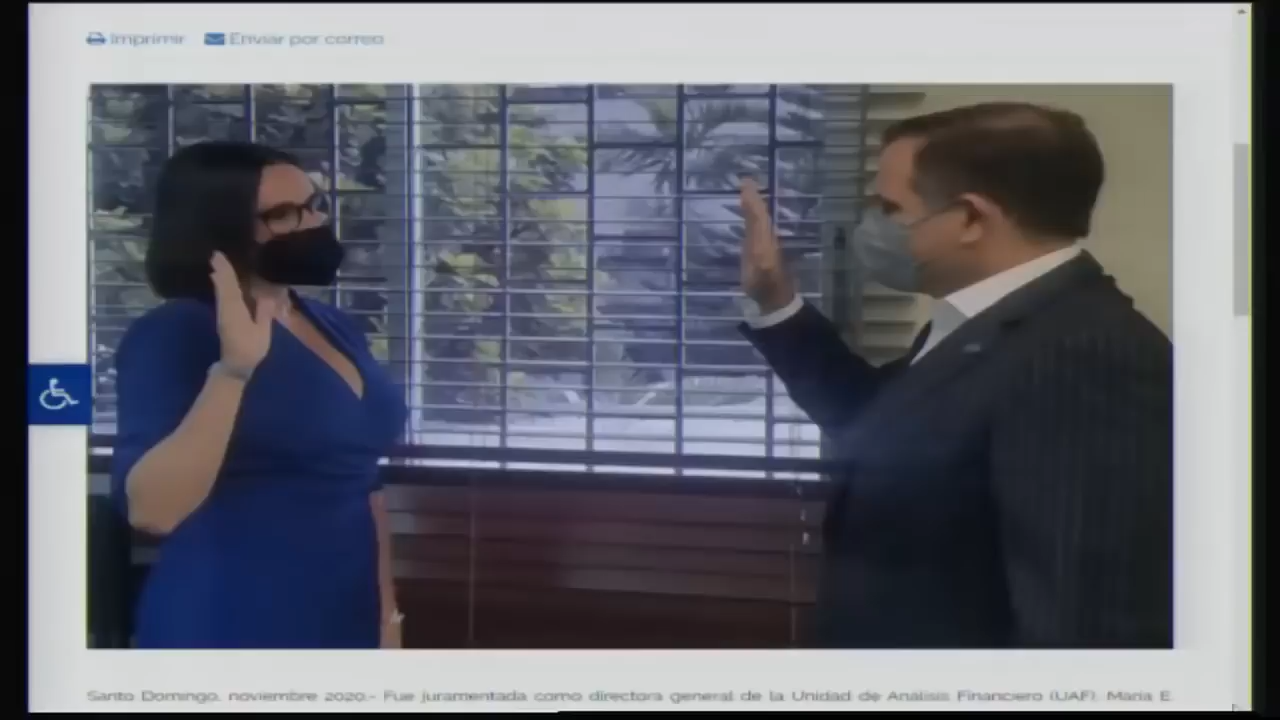 Imprimir Enviar por correo
Santo Domingo, noviembre 2020.- Fue juramentada como directora general de la Unidad de Análisis Financiero (UAF), María E.